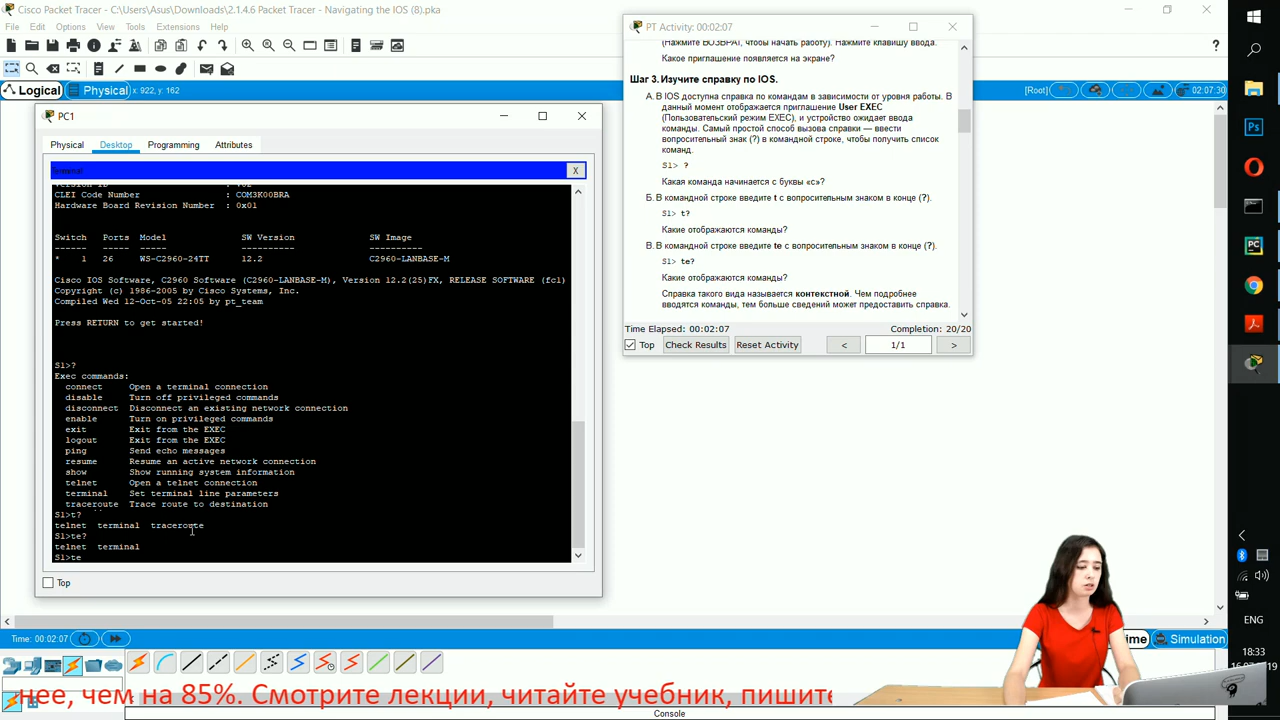 Cisco Packet Tracer - C:\Users\Asus\Downloads\2.1.4.6 Packet Tracer - Navigating the IOS (8).pka
File Edit Options View Tools Extensions Help
Logical Physical x: 922, y: 162
[Root] 02:07:30
PC1
Physical Desktop Programming Attributes
Terminal
X
CLEI Code Number : COM3K00BRA
Hardware Board Revision Number : 0x01
Switch Ports Model SW Version SW Image
------ ----- ----- ---------- ----------
* 1 26 WS-C2960-24TT 12.2 C2960-LANBASE-M
Cisco IOS Software, C2960 Software (C2960-LANBASE-M), Version 12.2(25)FX, RELEASE SOFTWARE (fc1)
Copyright (c) 1986-2005 by Cisco Systems, Inc.
Compiled Wed 12-Oct-05 22:05 by pt_team
Press RETURN to get started!
S1>?
Exec commands:
connect Open a terminal connection
disable Turn off privileged commands
disconnect Disconnect an existing network connection
enable Turn on privileged commands
exit Exit from the EXEC
logout Exit from the EXEC
ping Send echo messages
resume Resume an active network connection
show Show running system information
telnet Open a telnet connection
terminal Set terminal line parameters
traceroute Trace route to destination
S1>t?
telnet terminal traceroute
S1>te?
telnet terminal
S1>te
Top
PT Activity: 00:02:07
(Нажмите ВОЗВРАТ, чтобы начать работу). Нажмите клавишу ввода.
Какое приглашение появляется на экране?
Шаг 3. Изучите справку по IOS.
А. В IOS доступна справка по командам в зависимости от уровня работы. В
данный момент отображается приглашение User EXEC
(Пользовательский режим EXEC), и устройство ожидает ввода
команды. Самый простой способ вызова справки — ввести
вопросительный знак (?) в командной строке, чтобы получить список
команд.
S1> ?
Какая команда начинается с буквы «c»?
Б. В командной строке введите t с вопросительным знаком в конце (?).
S1> t?
Какие отображаются команды?
В. В командной строке введите te с вопросительным знаком в конце (?).
S1> te?
Какие отображаются команды?
Справка такого вида называется контекстной. Чем подробнее
вводятся команды, тем больше сведений может предоставить справка.
Time Elapsed: 00:02:07 Completion: 20/20
Top Check Results Reset Activity < 1/1 >
Time: 00:02:07
Simulation
нее, чем на 85%. Смотрите лекции, читайте учебник, пишите
Console
Ps
PC
ENG
18:33